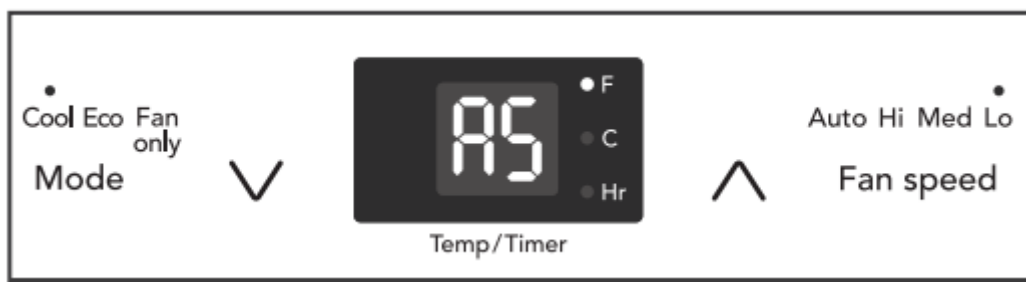 F
AS
Cool Eco Fan only
C
Auto Hi Med Lo
Mode
Hr
Fan speed
Temp/Timer